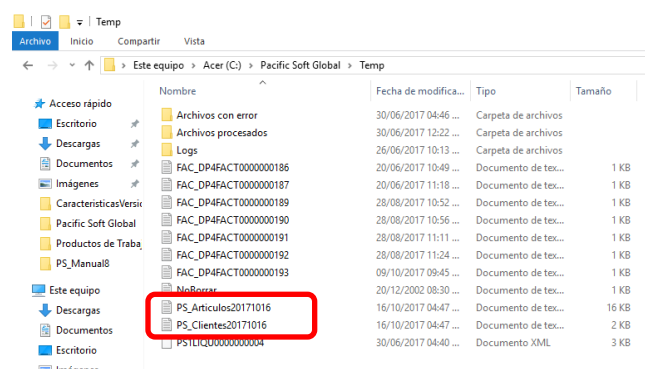 Temp
Archivo Inicio Compartir Vista
Este equipo > Acer (C:) > Pacific Soft Global > Temp
Nombre Fecha de modifica... Tipo Tamaño
Acceso rápido
Escritorio
Descargas
Documentos
Imágenes
CaracteristicasVersic
Pacific Soft Global
Productos de Traba
PS_Manual8
Este equipo
Descargas
Documentos
Escritorio
Archivos con error 30/06/2017 04:46 ... Carpeta de archivos
Archivos procesados 30/06/2017 12:22 ... Carpeta de archivos
Logs 26/06/2017 10:13 ... Carpeta de archivos
FAC_DP4FACT0000000186 20/06/2017 10:49 ... Documento de tex... 1 KB
FAC_DP4FACT0000000187 20/06/2017 11:18 ... Documento de tex... 1 KB
FAC_DP4FACT0000000189 28/08/2017 10:52 ... Documento de tex... 1 KB
FAC_DP4FACT0000000190 28/08/2017 10:56 ... Documento de tex... 1 KB
FAC_DP4FACT0000000191 28/08/2017 11:11 ... Documento de tex... 1 KB
FAC_DP4FACT0000000192 28/08/2017 11:24 ... Documento de tex... 1 KB
FAC_DP4FACT0000000193 09/10/2017 09:45 ... Documento de tex... 1 KB
NoBorrar 20/12/2002 08:30 ... Documento de tex... 1 KB
PS_Articulos20171016 16/10/2017 04:47 ... Documento de tex... 16 KB
PS_Clientes20171016 16/10/2017 04:47 ... Documento de tex... 2 KB
PSTLIQU0000000004 30/06/2017 04:40 ... Documento XML 3 KB